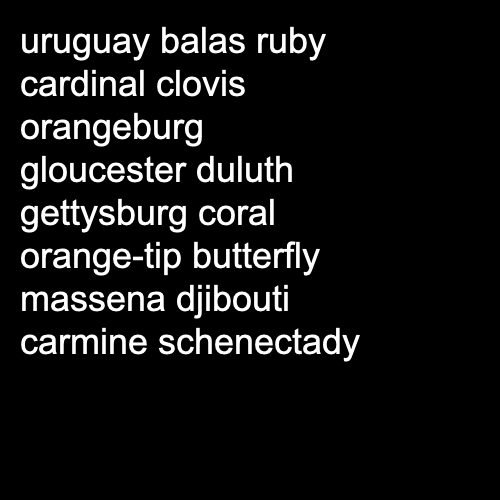 uruguay balas ruby
cardinal clovis
orangeburg
gloucester duluth
gettysburg coral
orange-tip butterfly
massena djibouti
carmine schenectady